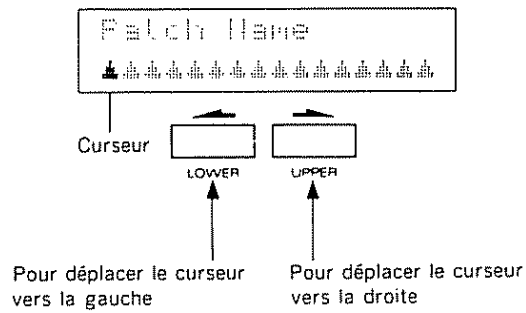 Patch Name
Curseur
LOWER UPPER
Pour déplacer le curseur
vers la gauche
Pour déplacer le curseur
vers la droite